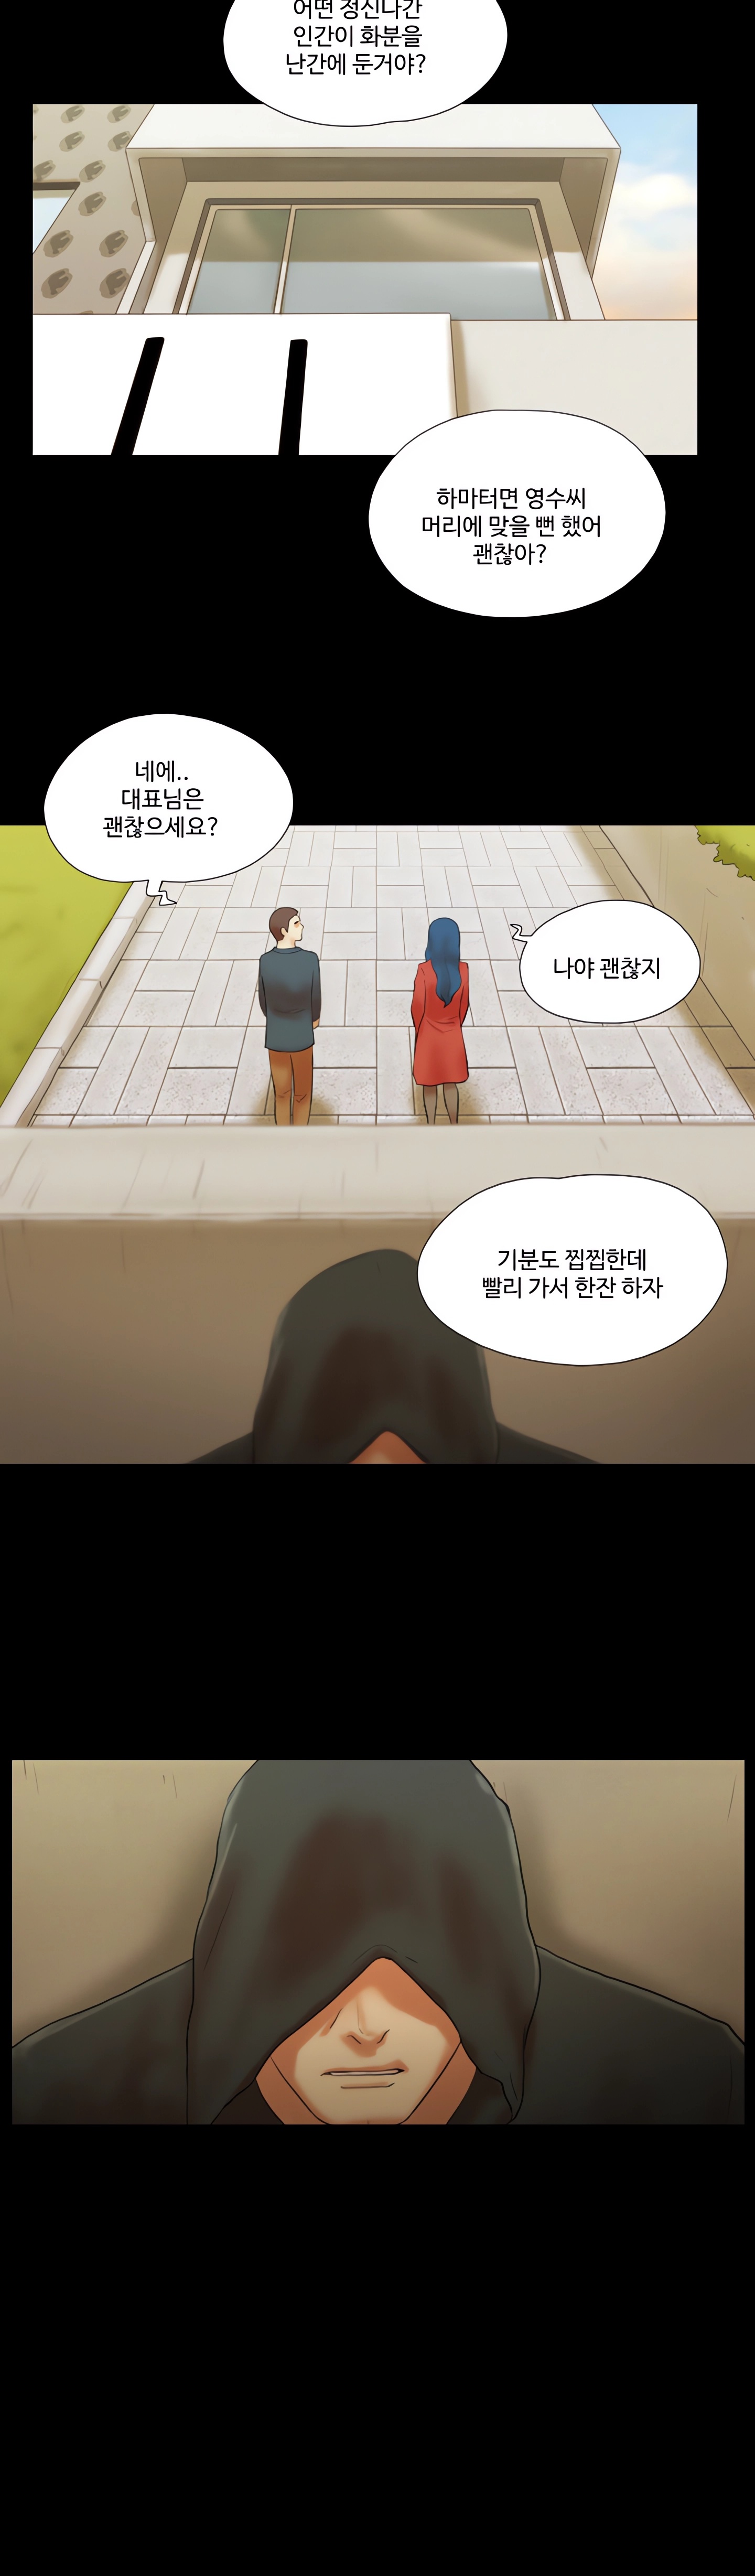 어떤 정신나간
인간이 화분을
난간에 둔거야?
하마터면 영수씨
머리에 맞을 뻔 했어
괜찮아?
네에..
대표님은
괜찮으세요?
나야 괜찮지
기분도 찝찝한데
빨리 가서 한잔 하자